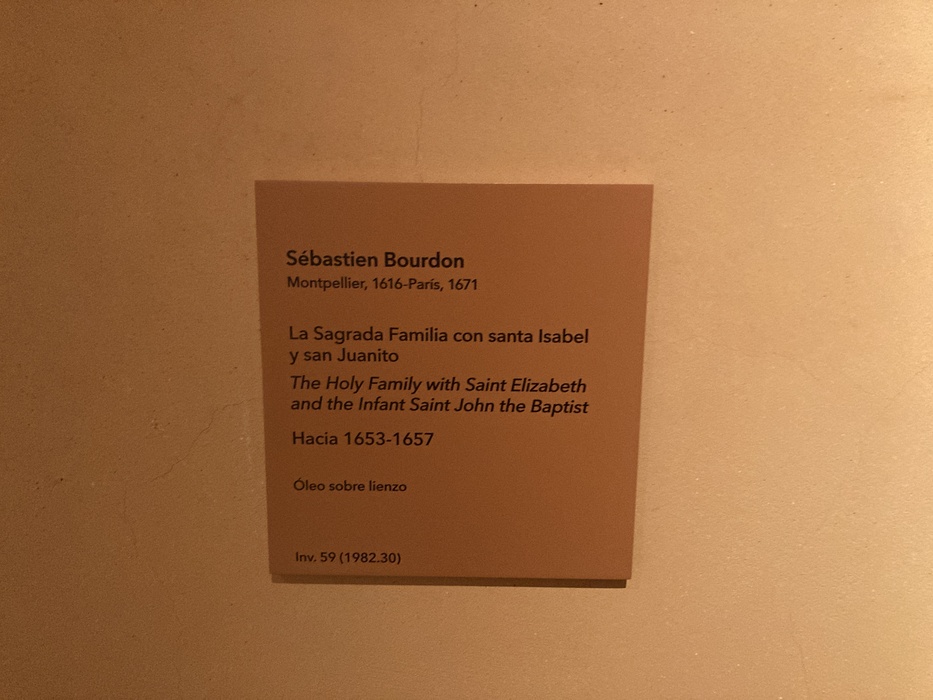 Sébastien Bourdon
Montpellier, 1616-París, 1671
La Sagrada Familia con santa Isabel
y san Juanito
The Holy Family with Saint Elizabeth
and the Infant Saint John the Baptist
Hacia 1653-1657
Óleo sobre lienzo
Inv. 59 (1982.30)